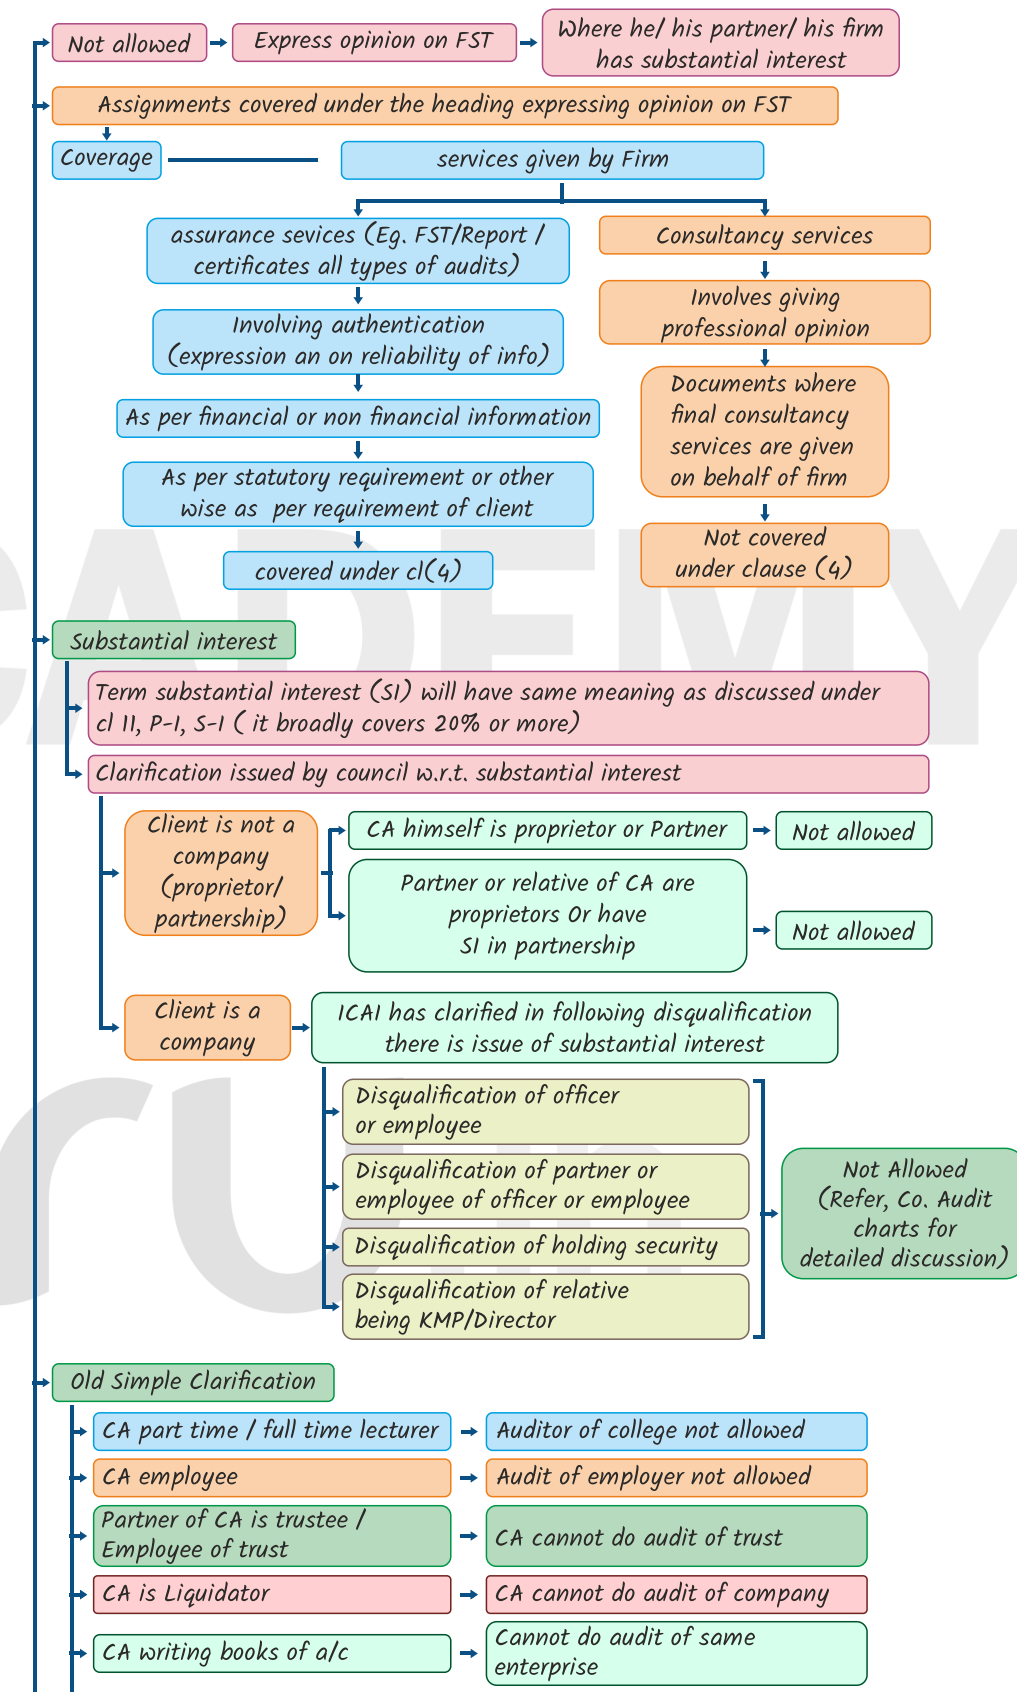 Not allowed
Express opinion on FST
Where he/ his partner/ his firm
has substantial interest
Assignments covered under the heading expressing opinion on FST
Coverage
services given by Firm
assurance sevices (Eg. FST/Report /
certificates all types of audits)
Involving authentication
(expression an on reliability of info)
As per financial or non financial information
As per statutory requirement or other
wise as per requirement of client
covered under cl(4)
Consultancy services
Involves giving
professional opinion
Documents where
final consultancy
services are given
on behalf of firm
Not covered
under clause (4)
CADEMY
Substantial interest
Term substantial interest (SI) will have same meaning as discussed under
cl 11, P-I, S-I ( it broadly covers 20% or more)
Clarification issued by council w.r.t. substantial interest
Client is not a
company
(proprietor/
partnership)
CA himself is proprietor or Partner
Not allowed
Partner or relative of CA are
proprietors Or have
SI in partnership
Not allowed
Client is a
company
ICAI has clarified in following disqualification
there is issue of substantial interest
Disqualification of officer
or employee
Disqualification of partner or
employee of officer or employee
Disqualification of holding security
Disqualification of relative
being KMP/Director
Not Allowed
(Refer, Co. Audit
charts for
detailed discussion)
Old Simple Clarification
CA part time / full time lecturer
Auditor of college not allowed
CA employee
Audit of employer not allowed
Partner of CA is trustee /
Employee of trust
CA cannot do audit of trust
CA is Liquidator
CA cannot do audit of company
CA writing books of a/c
Cannot do audit of same
enterprise